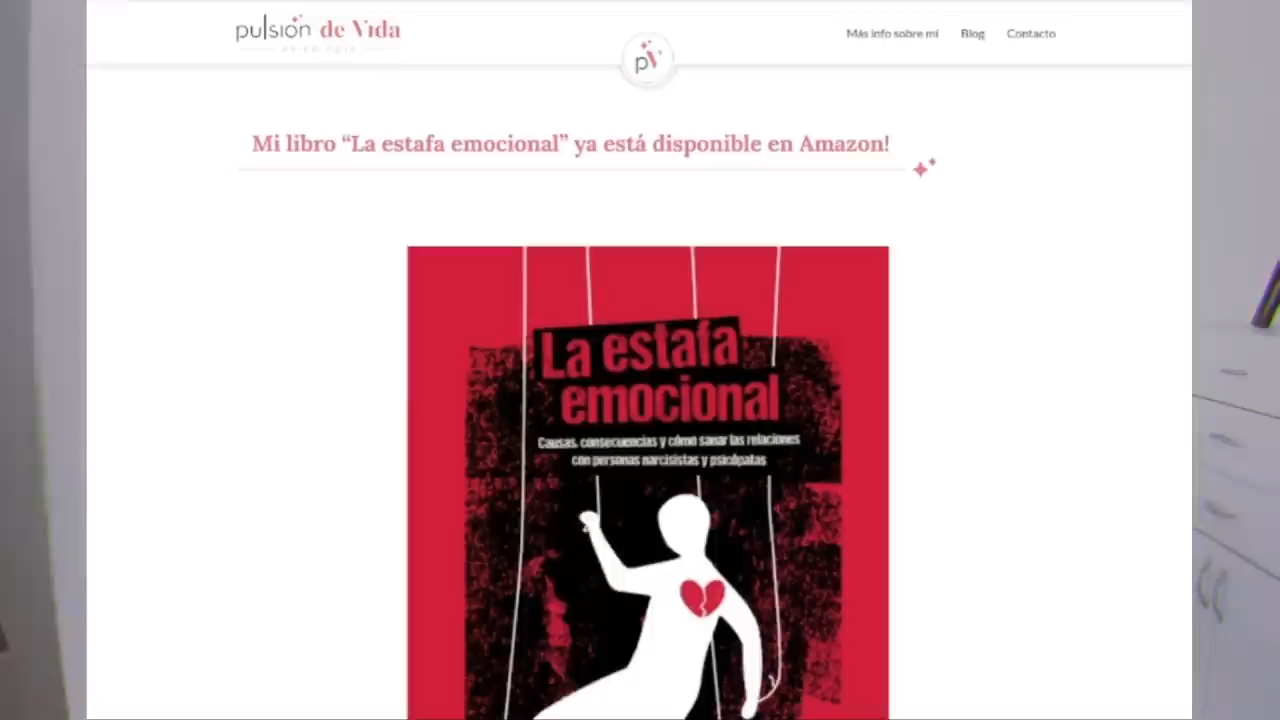 pulsión de Vida
Más info sobre mí
Blog
Contacto
pV
Mi libro “La estafa emocional” ya está disponible en Amazon!
La estafa
emocional
Causas, consecuencias y cómo sanar las relaciones
con personas narcisistas y psicópatas